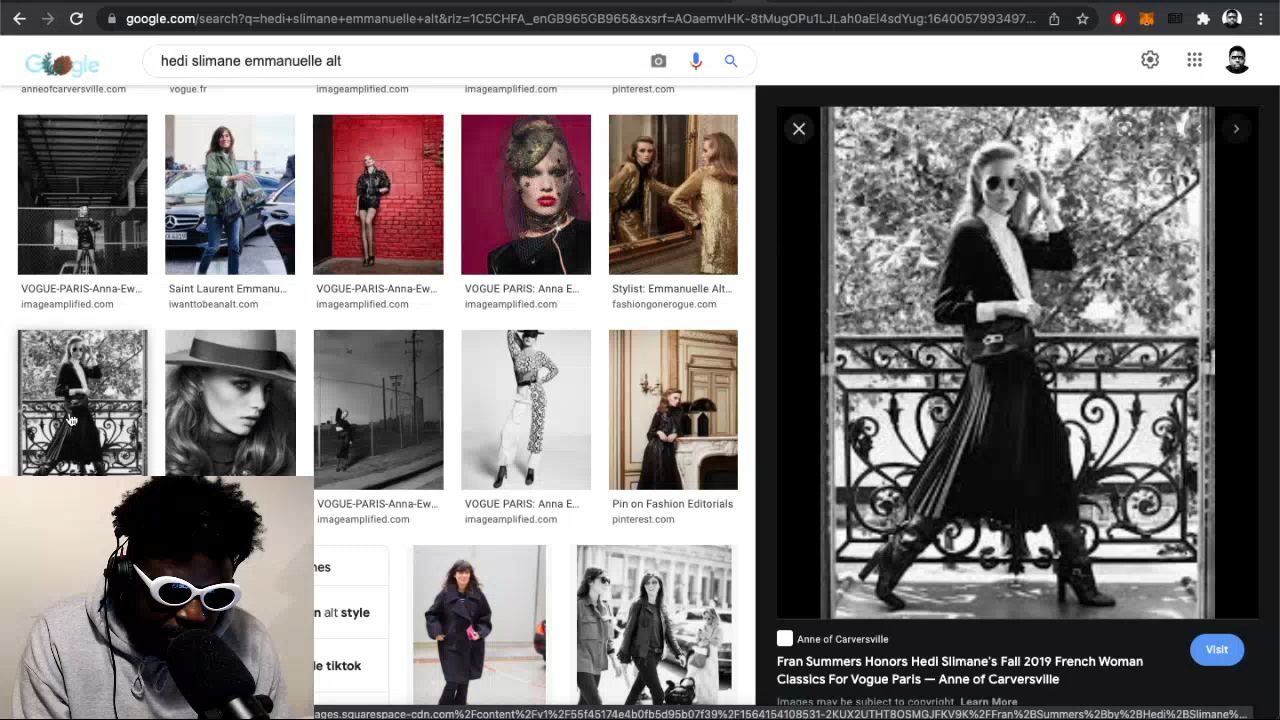 google.com/search?q=hedi+slimane+emmanuelle+alt&rlz=1C5CHFA_enGB965GB965&sxsrf=AOaemvIHK-8tMugOPu1LJLah0aEl4sdYug:1640057993497...
Google
hedi slimane emmanuelle alt
anneofcarversville.com
vogue.fr
imageamplified.com
imageamplified.com
pinterest.com
VOGUE-PARIS-Anna-Ew...
Saint Laurent Emmanu...
VOGUE-PARIS-Anna-Ew...
VOGUE PARIS: Anna E...
Stylist: Emmanuelle Alt...
imageamplified.com
iwanttobeanalt.com
imageamplified.com
imageamplified.com
fashiongonerogue.com
VOGUE-PARIS-Anna-Ew...
VOGUE PARIS: Anna E...
Pin on Fashion Editorials
imageamplified.com
imageamplified.com
pinterest.com
nes
n alt style
le tiktok
Anne of Carversville
Fran Summers Honors Hedi Slimane's Fall 2019 French Woman
Classics For Vogue Paris — Anne of Carversville
Visit
Images may be subject to copyright. Learn More